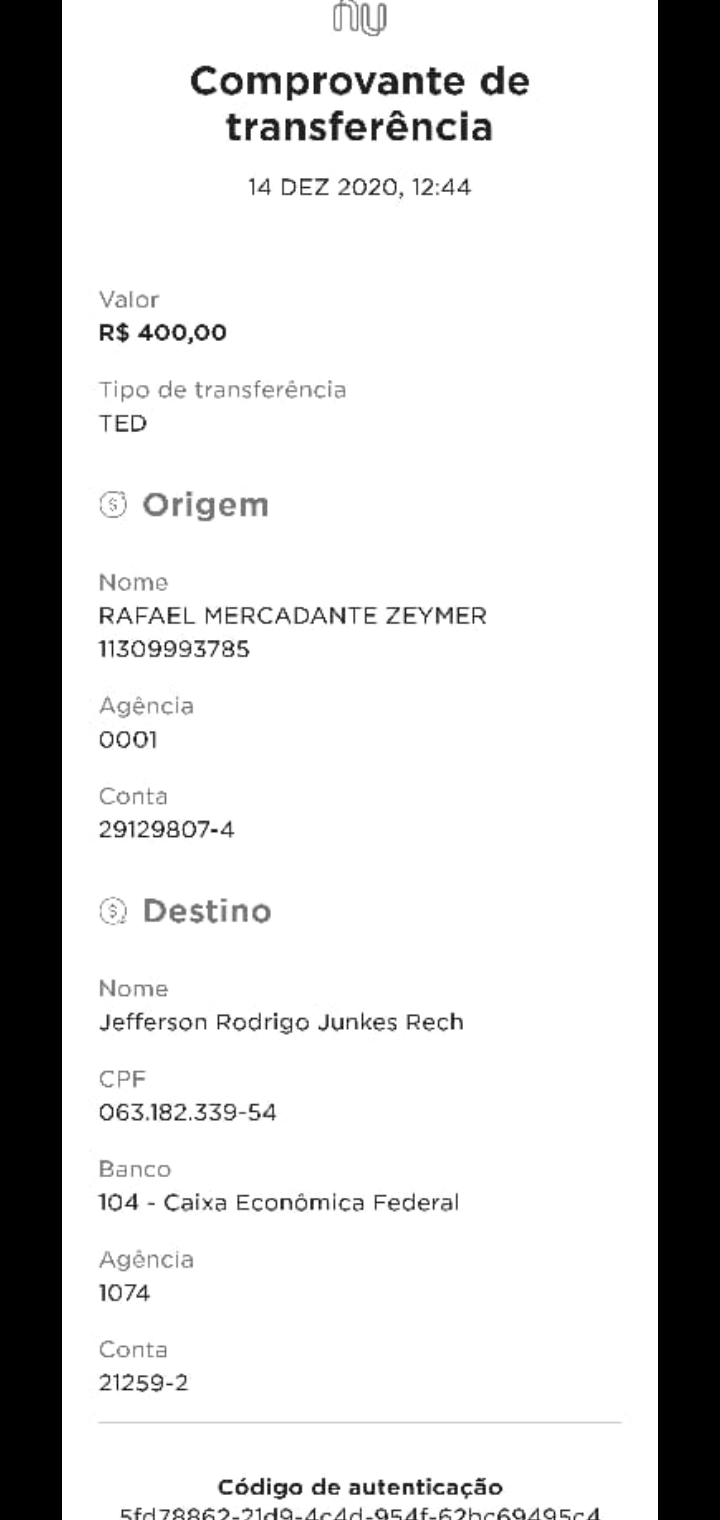 nu
Comprovante de
transferência
14 DEZ 2020, 12:44
Valor
R$ 400,00
Tipo de transferência
TED
Origem
Nome
RAFAEL MERCADANTE ZEYMER
11309993785
Agência
0001
Conta
29129807-4
Destino
Nome
Jefferson Rodrigo Junkes Rech
CPF
063.182.339-54
Banco
104 - Caixa Econômica Federal
Agência
1074
Conta
21259-2
Código de autenticação
5fd78862-21d9-4c4d-954f-62bc69495c4